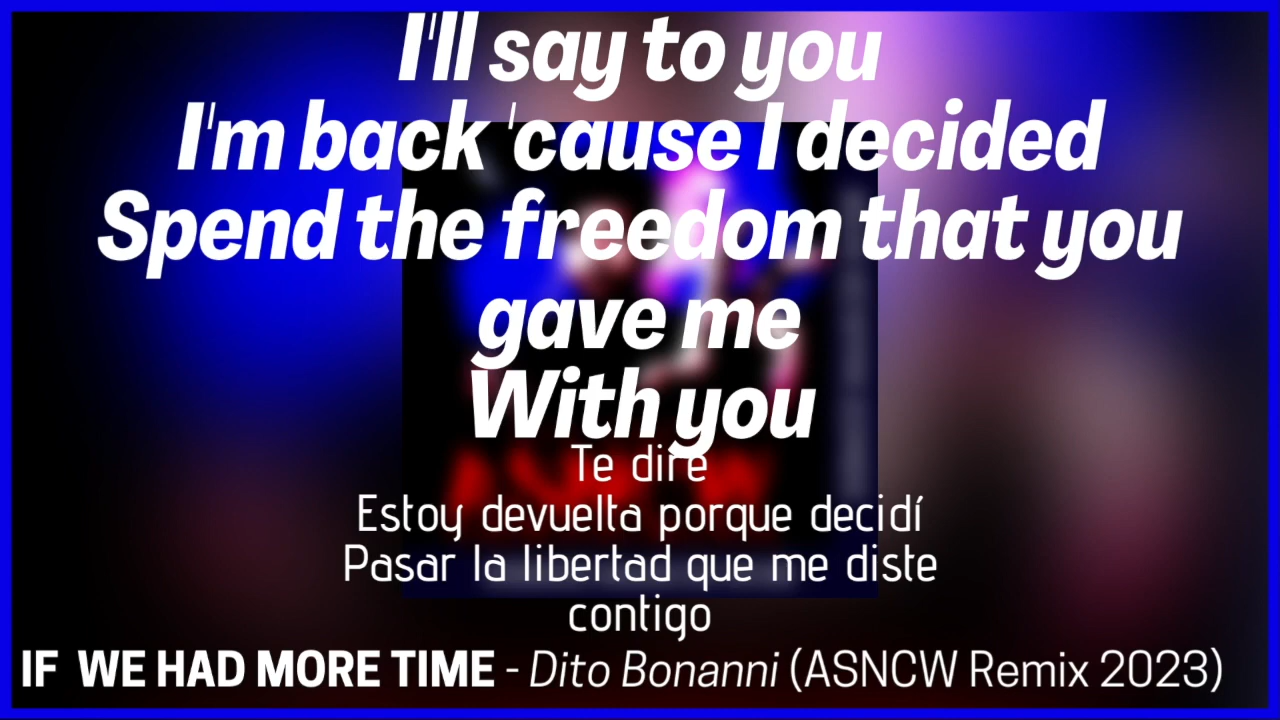 I'll say to you
I'm back 'cause I decided
Spend the freedom that you
gave me
With you
Te dire
Estoy devuelta porque decidí
Pasar la libertad que me diste
contigo
IF WE HAD MORE TIME - Dito Bonanni (ASNCW Remix 2023)